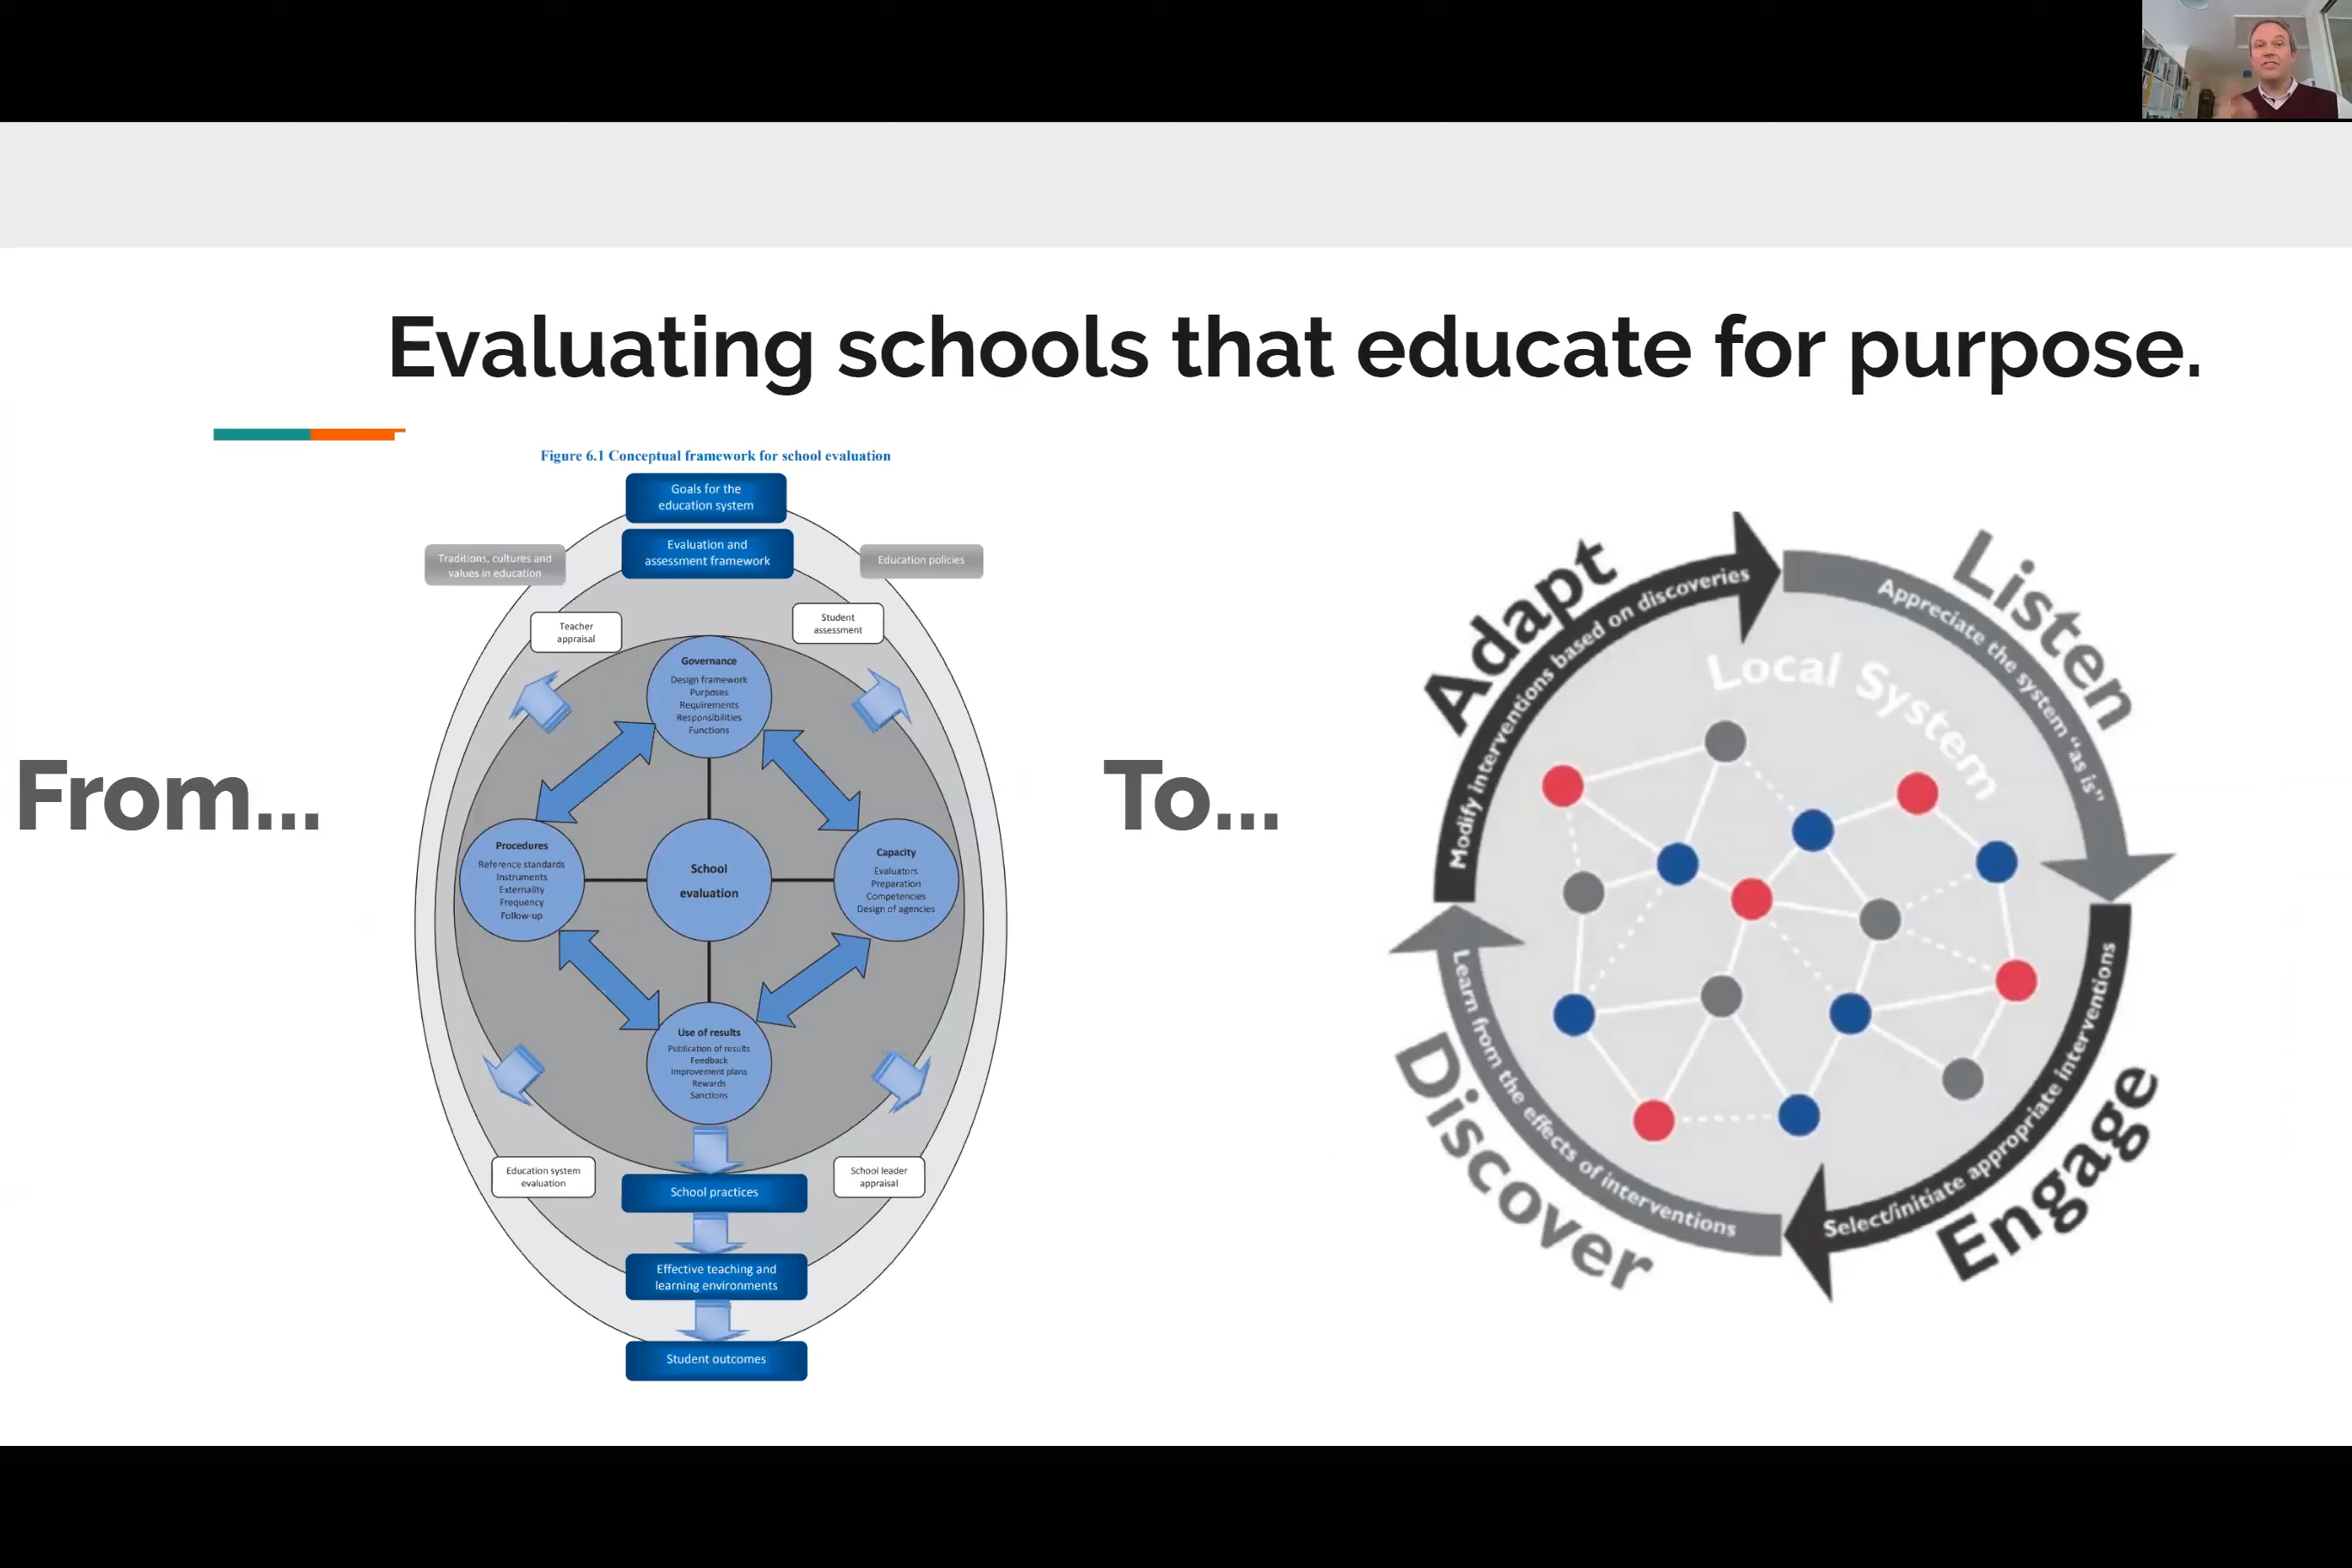 Evaluating schools that educate for purpose.
From...
Figure 6.1 Conceptual framework for school evaluation
Goals for the
education system
Evaluation and
assessment framework
Traditions, cultures and
values in education
Education policies
Teacher
appraisal
Student
assessment
Governance
Design framework
Purposes
Requirements
Responsibilities
Functions
Procedures
Reference standards
Instruments
Externality
Frequency
Follow-up
School
evaluation
Capacity
Evaluators
Preparation
Competencies
Design of agencies
Use of results
Publication of results
Feedback
Improvement plans
Rewards
Sanctions
Education system
evaluation
School leader
appraisal
School practices
Effective teaching and
learning environments
Student outcomes
To...
Adapt
Modify interventions based on discoveries
Listen
Appreciate the system "as is"
Local System
Engage
Select/initiate appropriate interventions
Discover
Learn from the effects of interventions